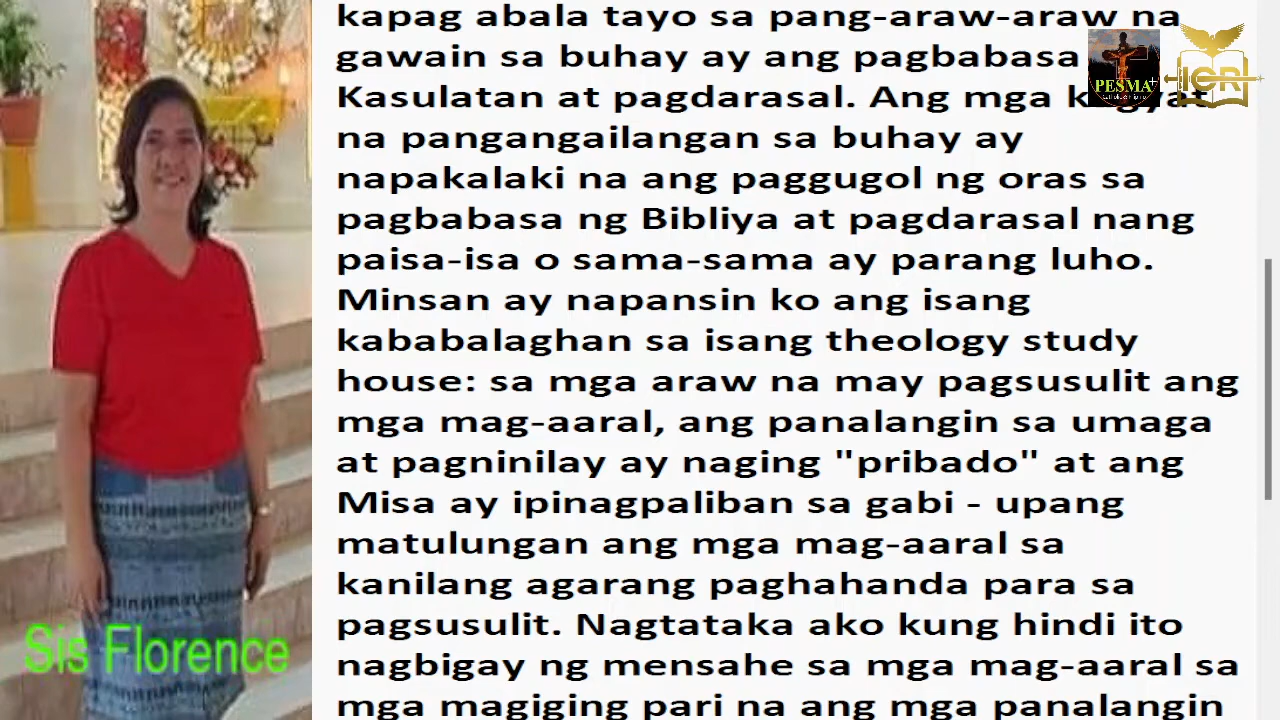 kapag abala tayo sa pang-araw-araw na
gawain sa buhay ay ang pagbabasa
Kasulatan at pagdarasal. Ang mga
na pangangailangan sa buhay ay
napakalaki na ang paggugol ng oras sa
pagbabasa ng Bibliya at pagdarasal nang
paisa-isa o sama-sama ay parang luho.
Minsan ay napansin ko ang isang
kababalaghan sa isang theology study
house: sa mga araw na may pagsusulit ang
mga mag-aaral, ang panalangin sa umaga
at pagninilay ay naging "pribado" at ang
Misa ay ipinagpaliban sa gabi - upang
matulungan ang mga mag-aaral sa
kanilang agarang paghahanda para sa
pagsusulit. Nagtataka ako kung hindi ito
nagbigay ng mensahe sa mga mag-aaral sa
mga magiging pari na ang mga panalangin
PESMA
ICR
Sis Florence